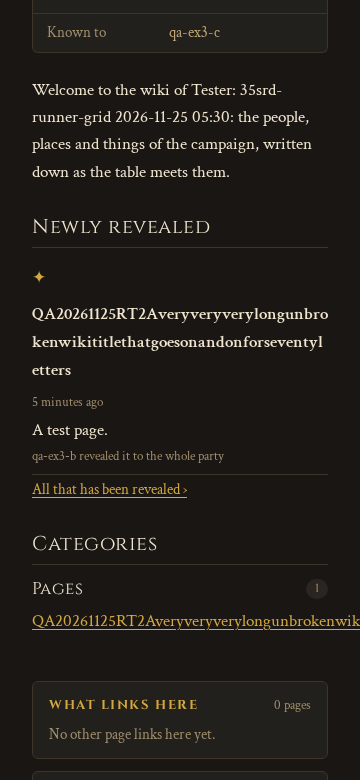 Known to qa-ex3-c
Welcome to the wiki of Tester: 35srd-
runner-grid 2026-11-25 05:30: the people,
places and things of the campaign, written
down as the table meets them.
Newly revealed
✦
QA20261125RT2Averyveryverylongunbro
kenwikititlethatgoesonandonforseventyl
etters
5 minutes ago
A test page.
qa-ex3-b revealed it to the whole party
All that has been revealed ›
Categories
Pages 1
QA20261125RT2Averyveryverylongunbrokenwik
WHAT LINKS HERE 0 pages
No other page links here yet.